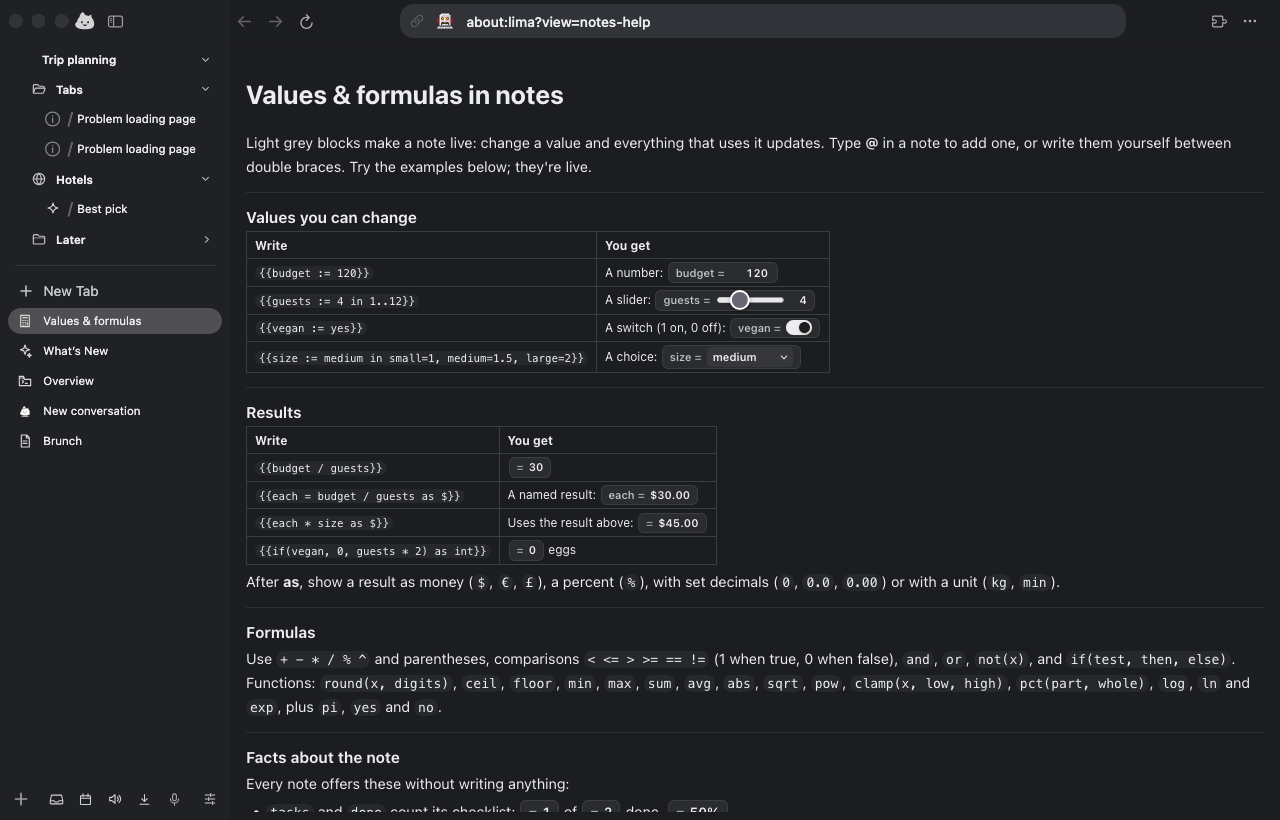 about:lima?view=notes-help
Trip planning
Tabs
/ Problem loading page
/ Problem loading page
Hotels
/ Best pick
Later
New Tab
Values & formulas
What's New
Overview
New conversation
Brunch
Values & formulas in notes
Light grey blocks make a note live: change a value and everything that uses it updates. Type @ in a note to add one, or write them yourself between
double braces. Try the examples below; they're live.
Values you can change
Write You get
{{budget := 120}} A number: budget = 120
{{guests := 4 in 1..12}} A slider: guests = 4
{{vegan := yes}} A switch (1 on, 0 off): vegan =
{{size := medium in small=1, medium=1.5, large=2}} A choice: size = medium
Results
Write You get
{{budget / guests}} = 30
{{each = budget / guests as $}} A named result: each = $30.00
{{each * size as $}} Uses the result above: = $45.00
{{if(vegan, 0, guests * 2) as int}} = 0 eggs
After as, show a result as money ( $ , € , £ ), a percent ( % ), with set decimals ( 0 , 0.0 , 0.00 ) or with a unit ( kg , min ).
Formulas
Use + − * / % ^ and parentheses, comparisons < <= > >= == != (1 when true, 0 when false), and , or , not(x) , and if(test, then, else) .
Functions: round(x, digits) , ceil , floor , min , max , sum , avg , abs , sqrt , pow , clamp(x, low, high) , pct(part, whole) , log , ln and
exp , plus pi , yes and no .
Facts about the note
Every note offers these without writing anything:
• tasks and done count its checklist: = 1 of = 2 done, = 50%